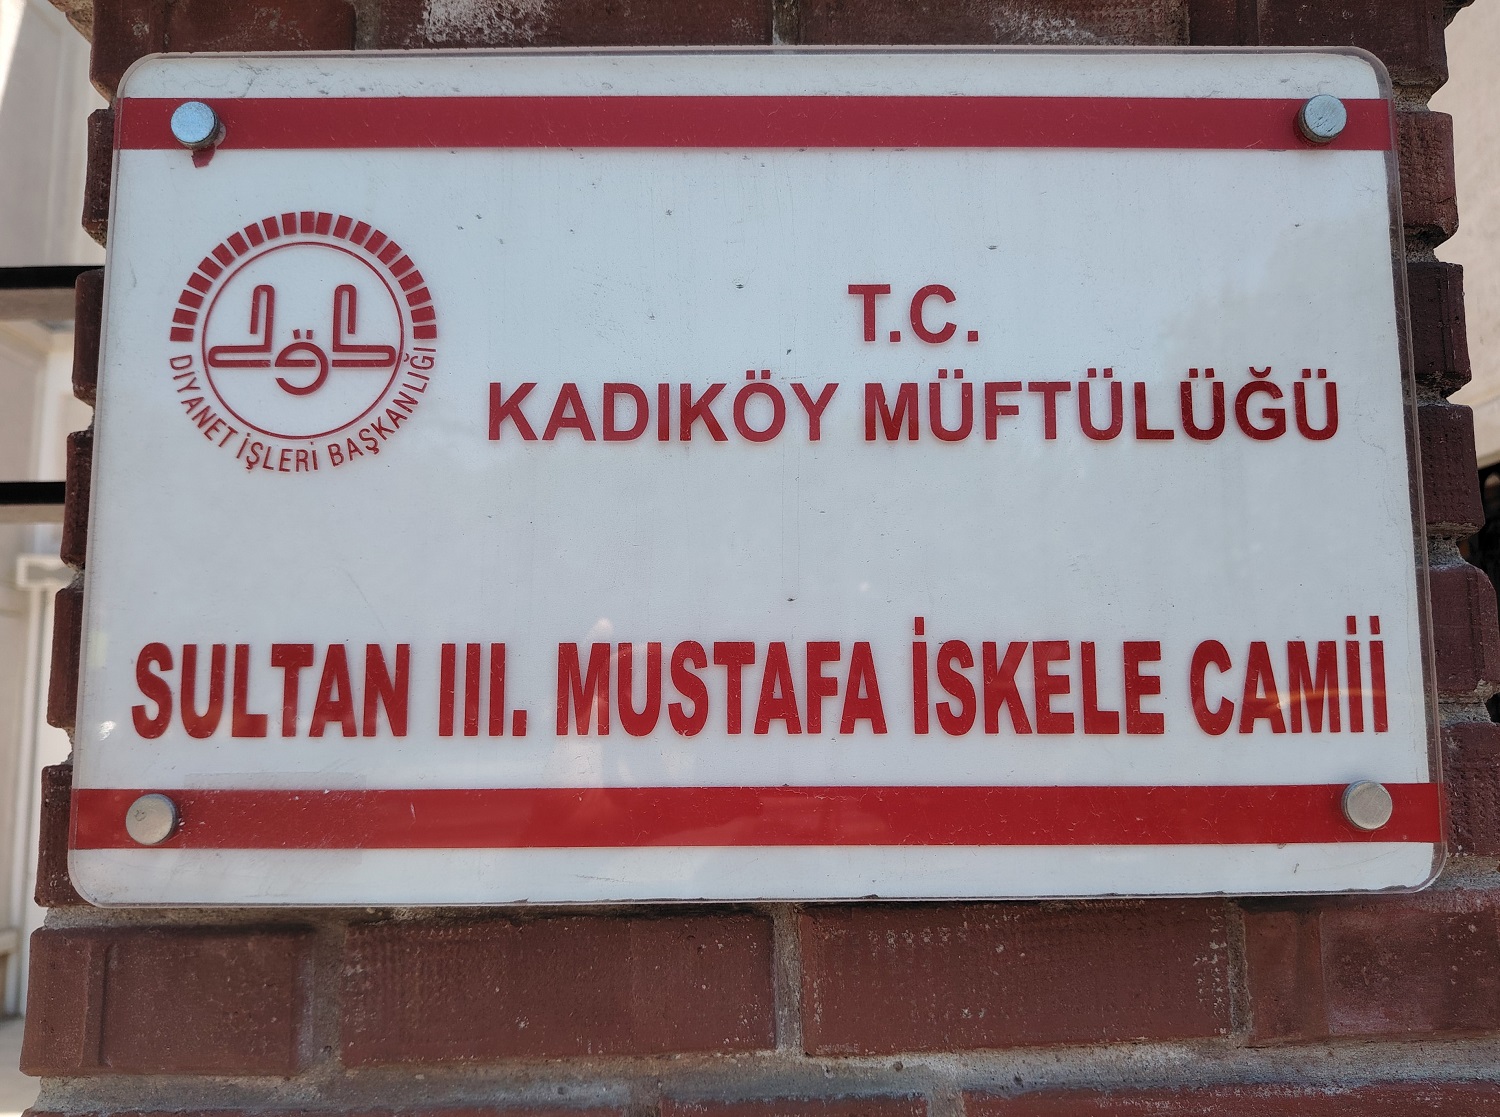 DİYANET İŞLERİ BAŞKANLIĞI
T.C.
KADIKÖY MÜFTÜLÜĞÜ
SULTAN III. MUSTAFA İSKELE CAMİİ